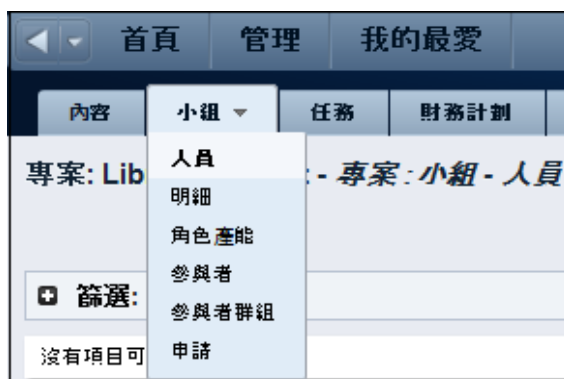 首頁 管理 我的最愛
內容 小組 任務 財務計劃
人員
專案: Lib : - 專案 : 小組 - 人員
明細
角色產能
參與者
篩選:
參與者群組
沒有項目可
申請